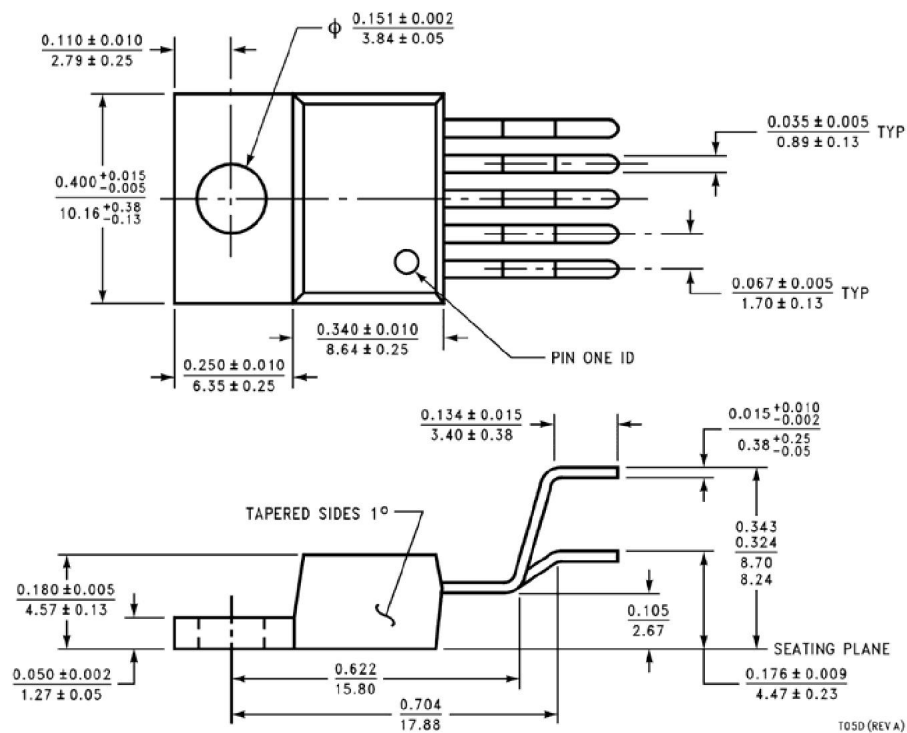 0.110 ± 0.010
2.79 ± 0.25
ϕ 0.151 ± 0.002
3.84 ± 0.05
0.035 ± 0.005
0.89 ± 0.13
TYP
0.400 +0.015
-0.005
10.16 +0.38
-0.13
0.067 ± 0.005
1.70 ± 0.13
TYP
0.340 ± 0.010
8.64 ± 0.25
PIN ONE ID
0.250 ± 0.010
6.35 ± 0.25
0.134 ± 0.015
3.40 ± 0.38
0.015 +0.010
-0.002
0.38 +0.25
-0.05
TAPERED SIDES 1°
0.343
0.324
8.70
8.24
0.180 ± 0.005
4.57 ± 0.13
0.105
2.67
SEATING PLANE
0.050 ± 0.002
1.27 ± 0.05
0.622
15.80
0.176 ± 0.009
4.47 ± 0.23
0.704
17.88
T05D (REV A)